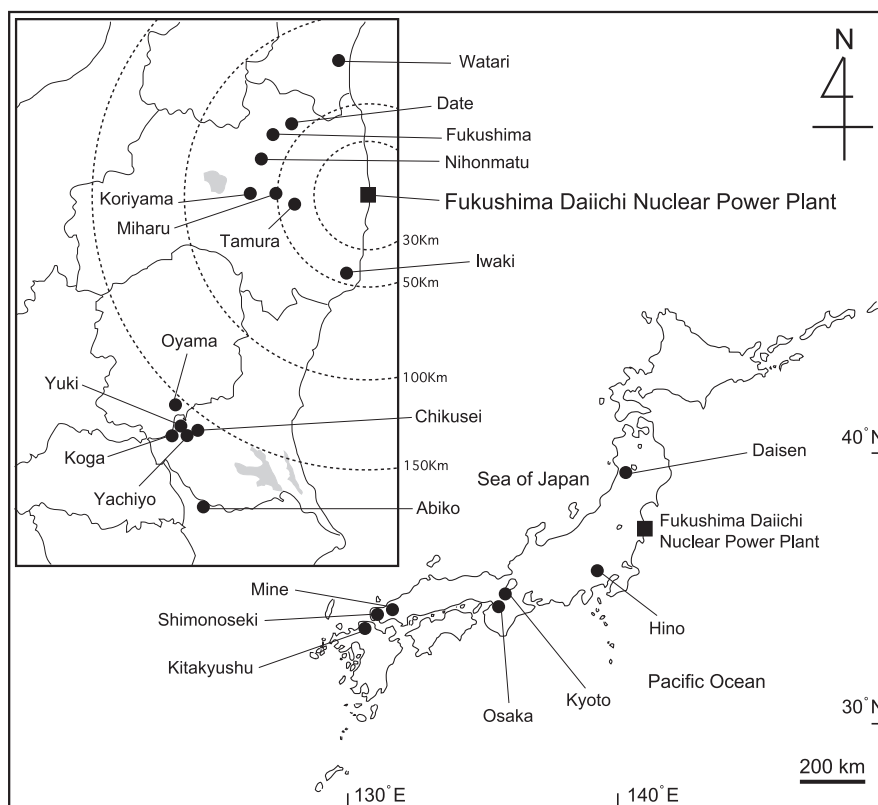 Watari
Date
Fukushima
Nihonmatu
Koriyama
Miharu
Tamura
Fukushima Daiichi Nuclear Power Plant
30Km
Iwaki
50Km
Oyama
100Km
Yuki
Chikusei
Koga
150Km
Yachiyo
Abiko
N
40°N
Daisen
Sea of Japan
Fukushima Daiichi
Nuclear Power Plant
Mine
Shimonoseki
Hino
Kitakyushu
Pacific Ocean
Kyoto
Osaka
30°N
200 km
130°E
140°E